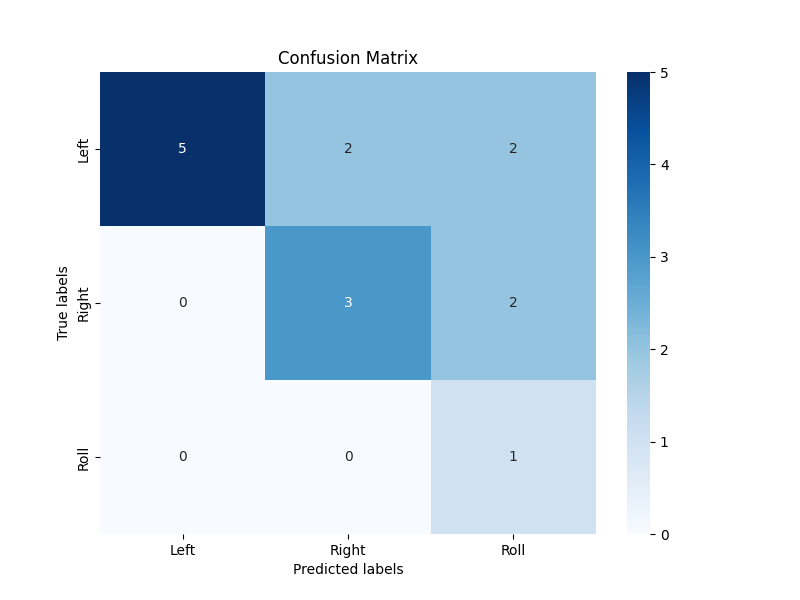 Confusion Matrix
True labels
Left
5 2 2
Right
0 3 2
Roll
0 0 1
Left Right Roll
Predicted labels
5
4
3
2
1
0